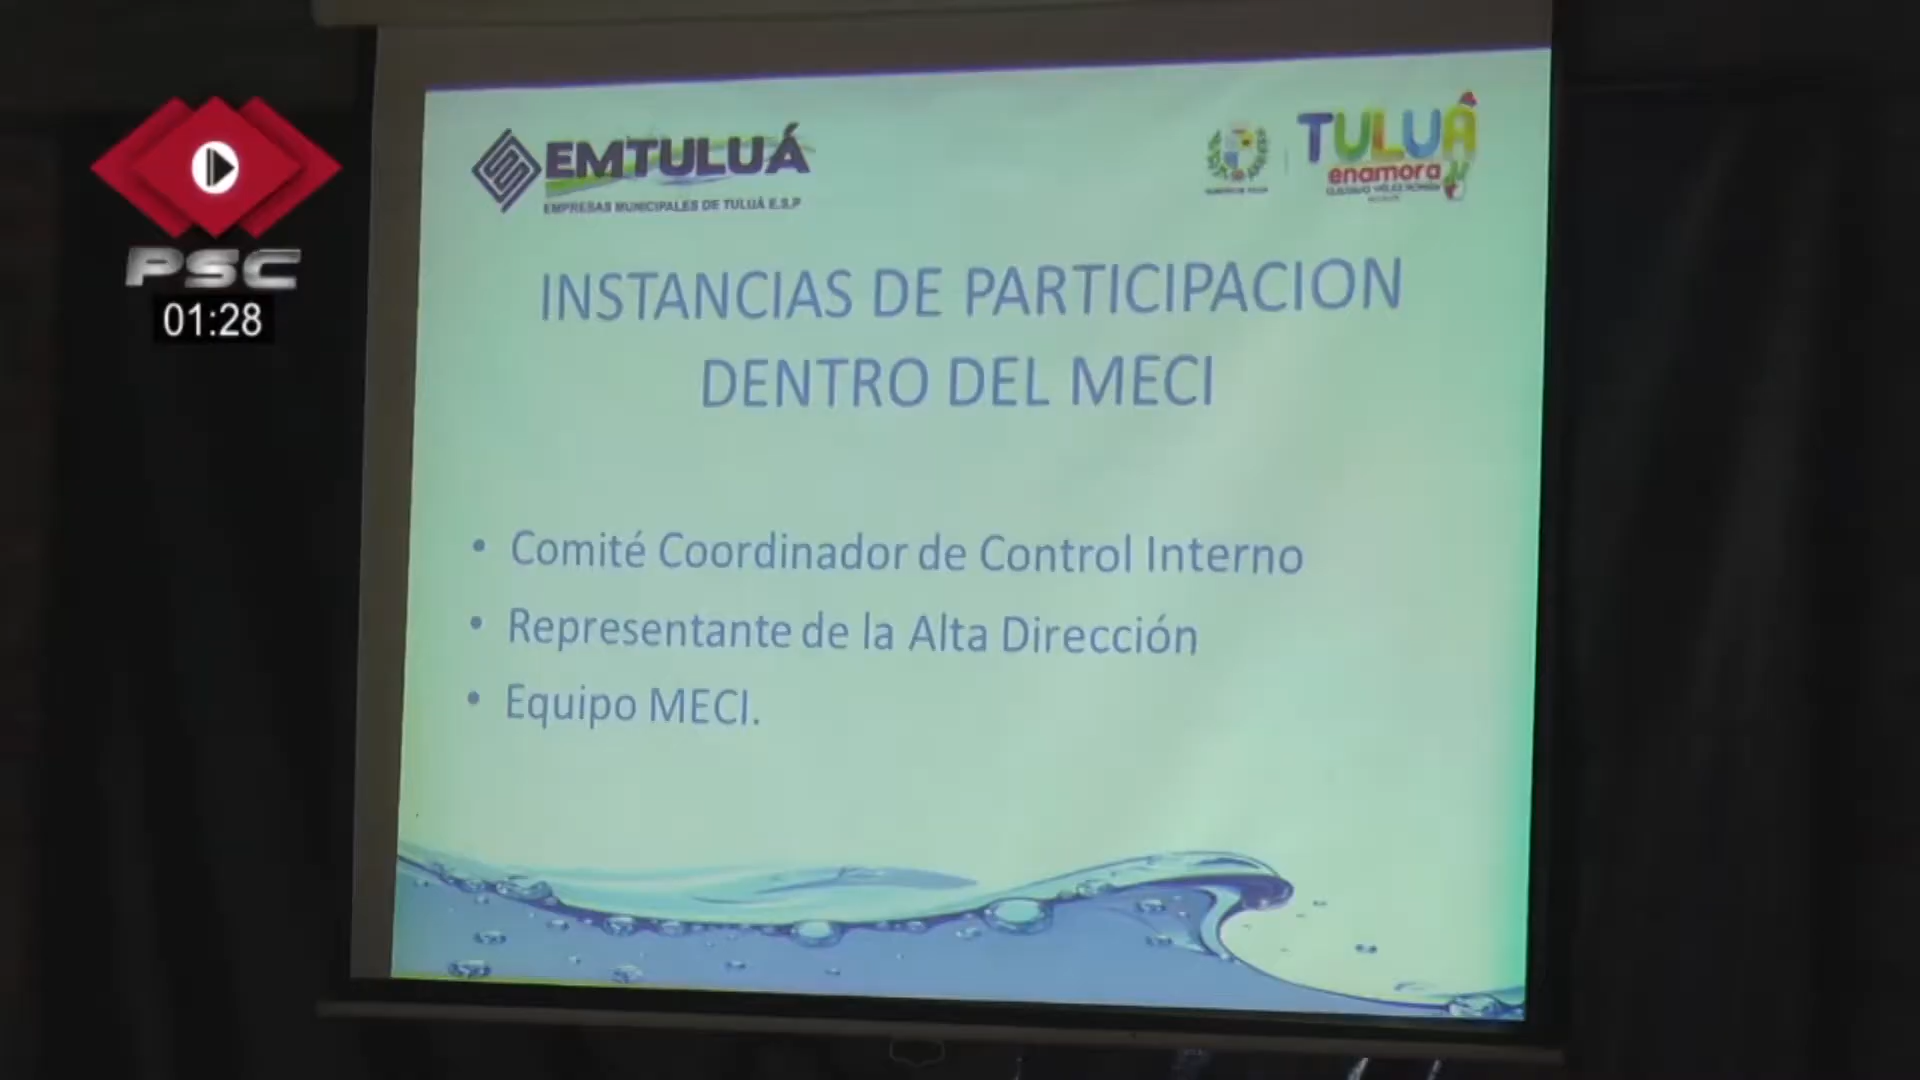 PSC
01:28
EMTULUÁ
EMPRESAS MUNICIPALES DE TULUÁ E.S.P
TULUÁ
enamora
INSTANCIAS DE PARTICIPACION
DENTRO DEL MECI
• Comité Coordinador de Control Interno
• Representante de la Alta Dirección
• Equipo MECI.